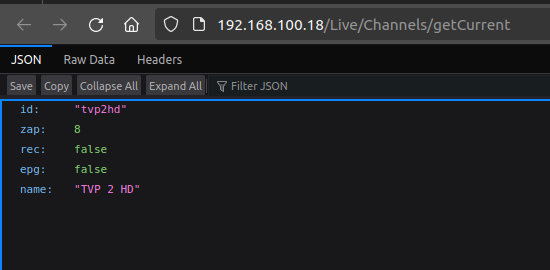 192.168.100.18/Live/Channels/getCurrent
JSON Raw Data Headers
Save Copy Collapse All Expand All Filter JSON
id: "tvp2hd"
zap: 8
rec: false
epg: false
name: "TVP 2 HD"